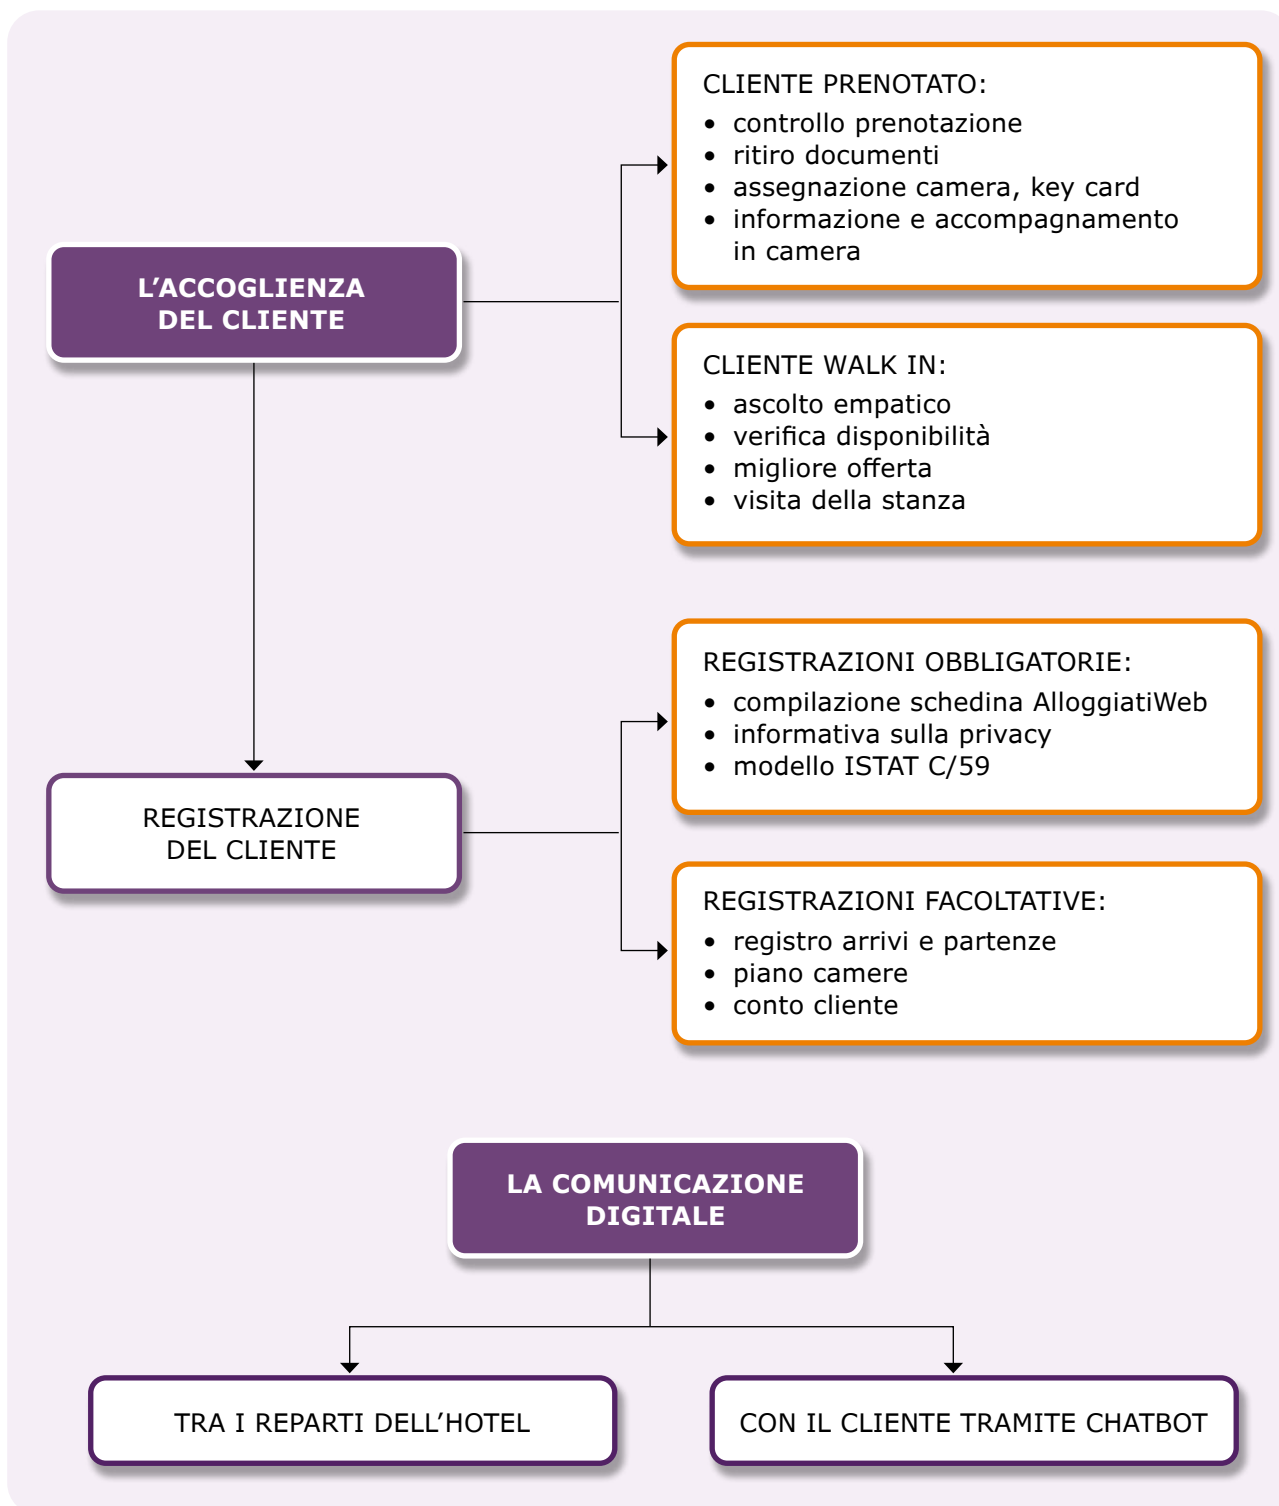 CLIENTE PRENOTATO:
• controllo prenotazione
• ritiro documenti
• assegnazione camera, key card
• informazione e accompagnamento
in camera
L’ACCOGLIENZA
DEL CLIENTE
CLIENTE WALK IN:
• ascolto empatico
• verifica disponibilità
• migliore offerta
• visita della stanza
REGISTRAZIONI OBBLIGATORIE:
• compilazione schedina AlloggiatiWeb
• informativa sulla privacy
• modello ISTAT C/59
REGISTRAZIONE
DEL CLIENTE
REGISTRAZIONI FACOLTATIVE:
• registro arrivi e partenze
• piano camere
• conto cliente
LA COMUNICAZIONE
DIGITALE
TRA I REPARTI DELL’HOTEL
CON IL CLIENTE TRAMITE CHATBOT